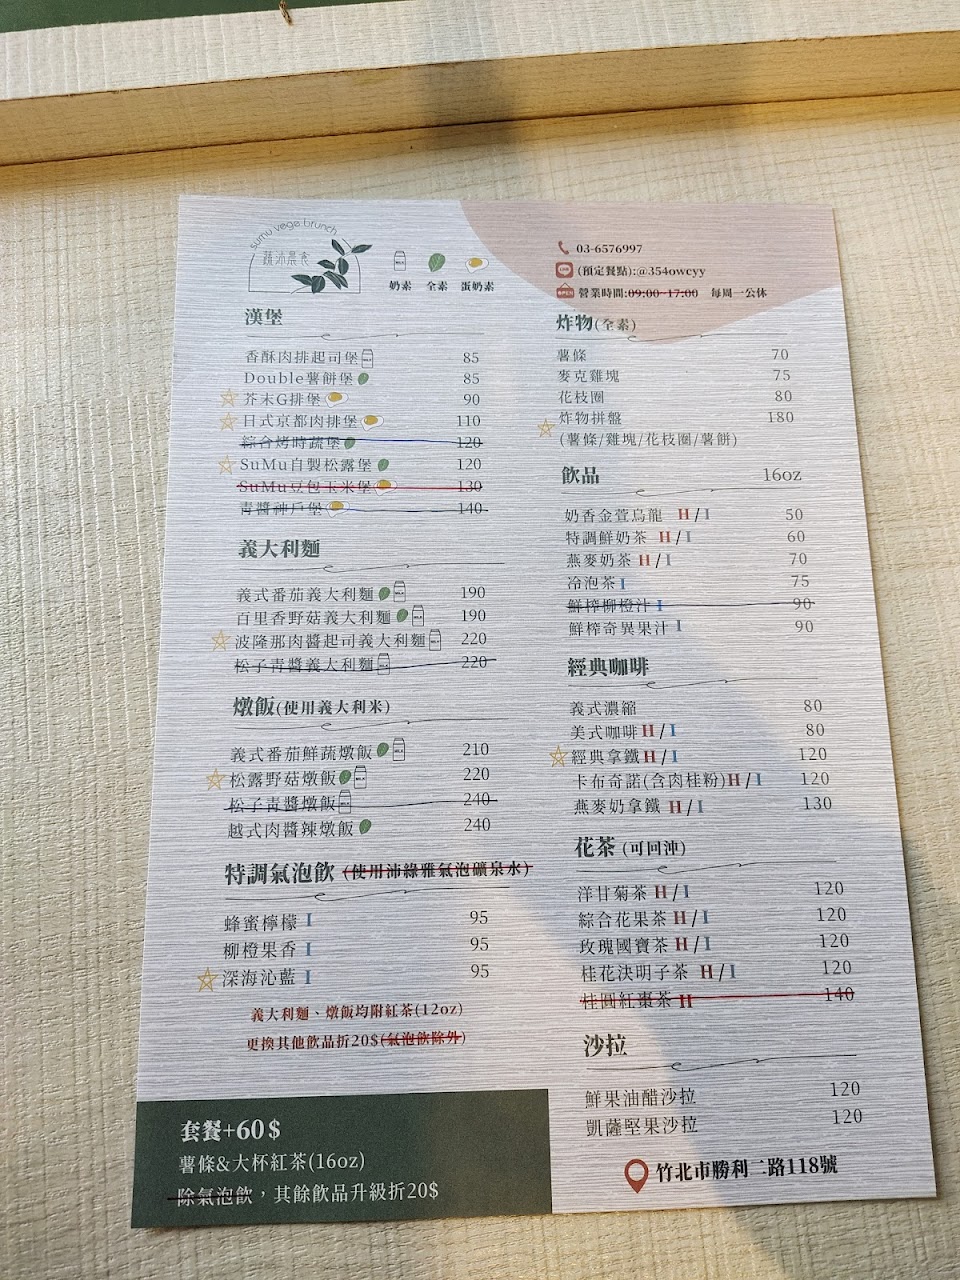 sumu vege brunch
蔬沐晨食
奶素 全素 蛋奶素
03-6576997
(預定餐點):@354owcyy
營業時間:09:00-17:00 每周一公休
漢堡
香酥肉排起司堡 85
Double薯餅堡 85
芥末G排堡 90
日式京都肉排堡 110
綜合烤時蔬堡 120
SuMu自製松露堡 120
SuMu豆包玉米堡 130
青醬神戶堡 140
義大利麵
義式番茄義大利麵 190
百里香野菇義大利麵 190
波隆那肉醬起司義大利麵 220
松子青醬義大利麵 220
燉飯(使用義大利米)
義式番茄鮮蔬燉飯 210
松露野菇燉飯 220
松子青醬燉飯 240
越式肉醬辣燉飯 240
特調氣泡飲 (使用沛綠雅氣泡礦泉水)
蜂蜜檸檬 I 95
柳橙果香 I 95
深海沁藍 I 95
義大利麵、燉飯均附紅茶(12oz)
更換其他飲品折20$(氣泡飲除外)
套餐+60$
薯條&大杯紅茶(16oz)
除氣泡飲，其餘飲品升級折20$
炸物(全素)
薯條 70
麥克雞塊 75
花枝圈 80
炸物拼盤 180
(薯條/雞塊/花枝圈/薯餅)
飲品 16oz
奶香金萱烏龍 H/I 50
特調鮮奶茶 H/I 60
燕麥奶茶 H/I 70
冷泡茶 I 75
鮮榨柳橙汁 I 90
鮮榨奇異果汁 I 90
經典咖啡
義式濃縮 80
美式咖啡 H/I 80
經典拿鐵 H/I 120
卡布奇諾(含肉桂粉) H/I 120
燕麥奶拿鐵 H/I 130
花茶 (可回沖)
洋甘菊茶 H/I 120
綜合花果茶 H/I 120
玫瑰國寶茶 H/I 120
桂花決明子茶 H/I 120
桂圓紅棗茶 H 140
沙拉
鮮果油醋沙拉 120
凱薩堅果沙拉 120
竹北市勝利二路118號